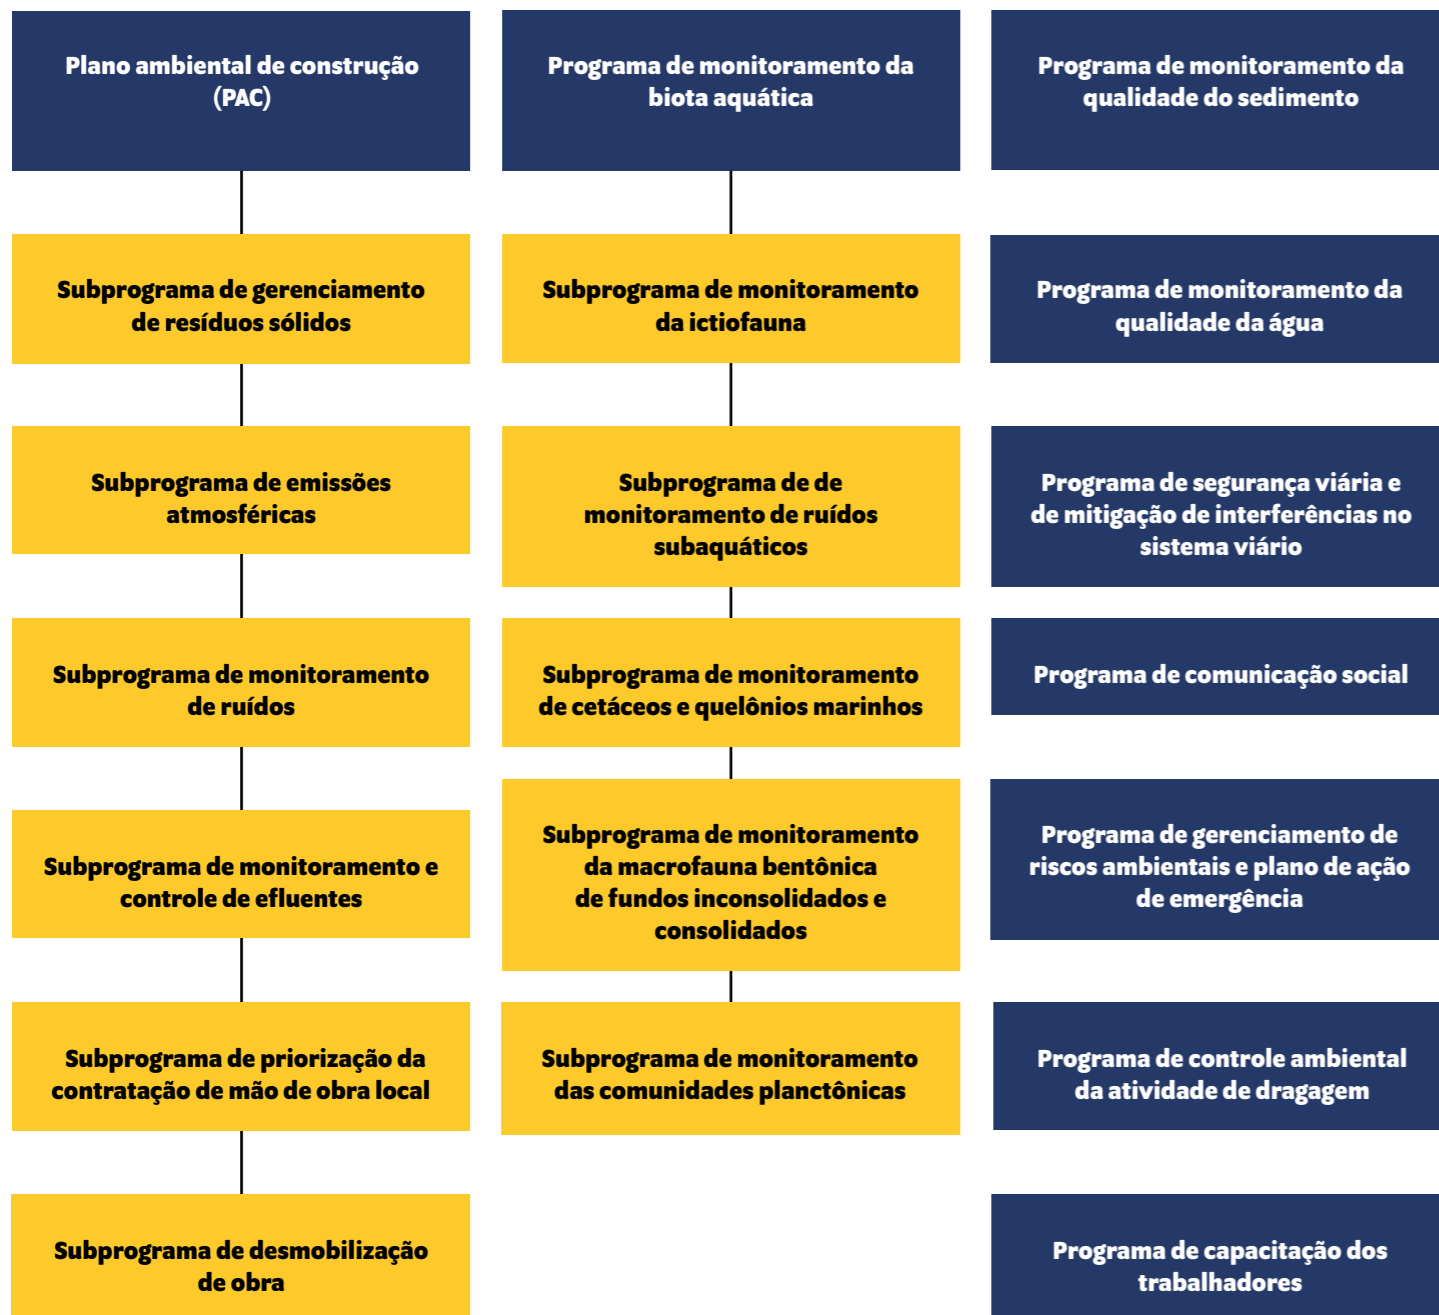 Plano ambiental de construção
(PAC)
Subprograma de gerenciamento
de resíduos sólidos
Subprograma de emissões
atmosféricas
Subprograma de monitoramento
de ruídos
Subprograma de monitoramento e
controle de efluentes
Subprograma de priorização da
contratação de mão de obra local
Subprograma de desmobilização
de obra
Programa de monitoramento da
biota aquática
Subprograma de monitoramento
da ictiofauna
Subprograma de de
monitoramento de ruídos
subaquáticos
Subprograma de monitoramento
de cetáceos e quelônios marinhos
Subprograma de monitoramento
da macrofauna bentônica
de fundos inconsolidados e
consolidados
Subprograma de monitoramento
das comunidades planctônicas
Programa de monitoramento da
qualidade do sedimento
Programa de monitoramento da
qualidade da água
Programa de segurança viária e
de mitigação de interferências no
sistema viário
Programa de comunicação social
Programa de gerenciamento de
riscos ambientais e plano de ação
de emergência
Programa de controle ambiental
da atividade de dragagem
Programa de capacitação dos
trabalhadores